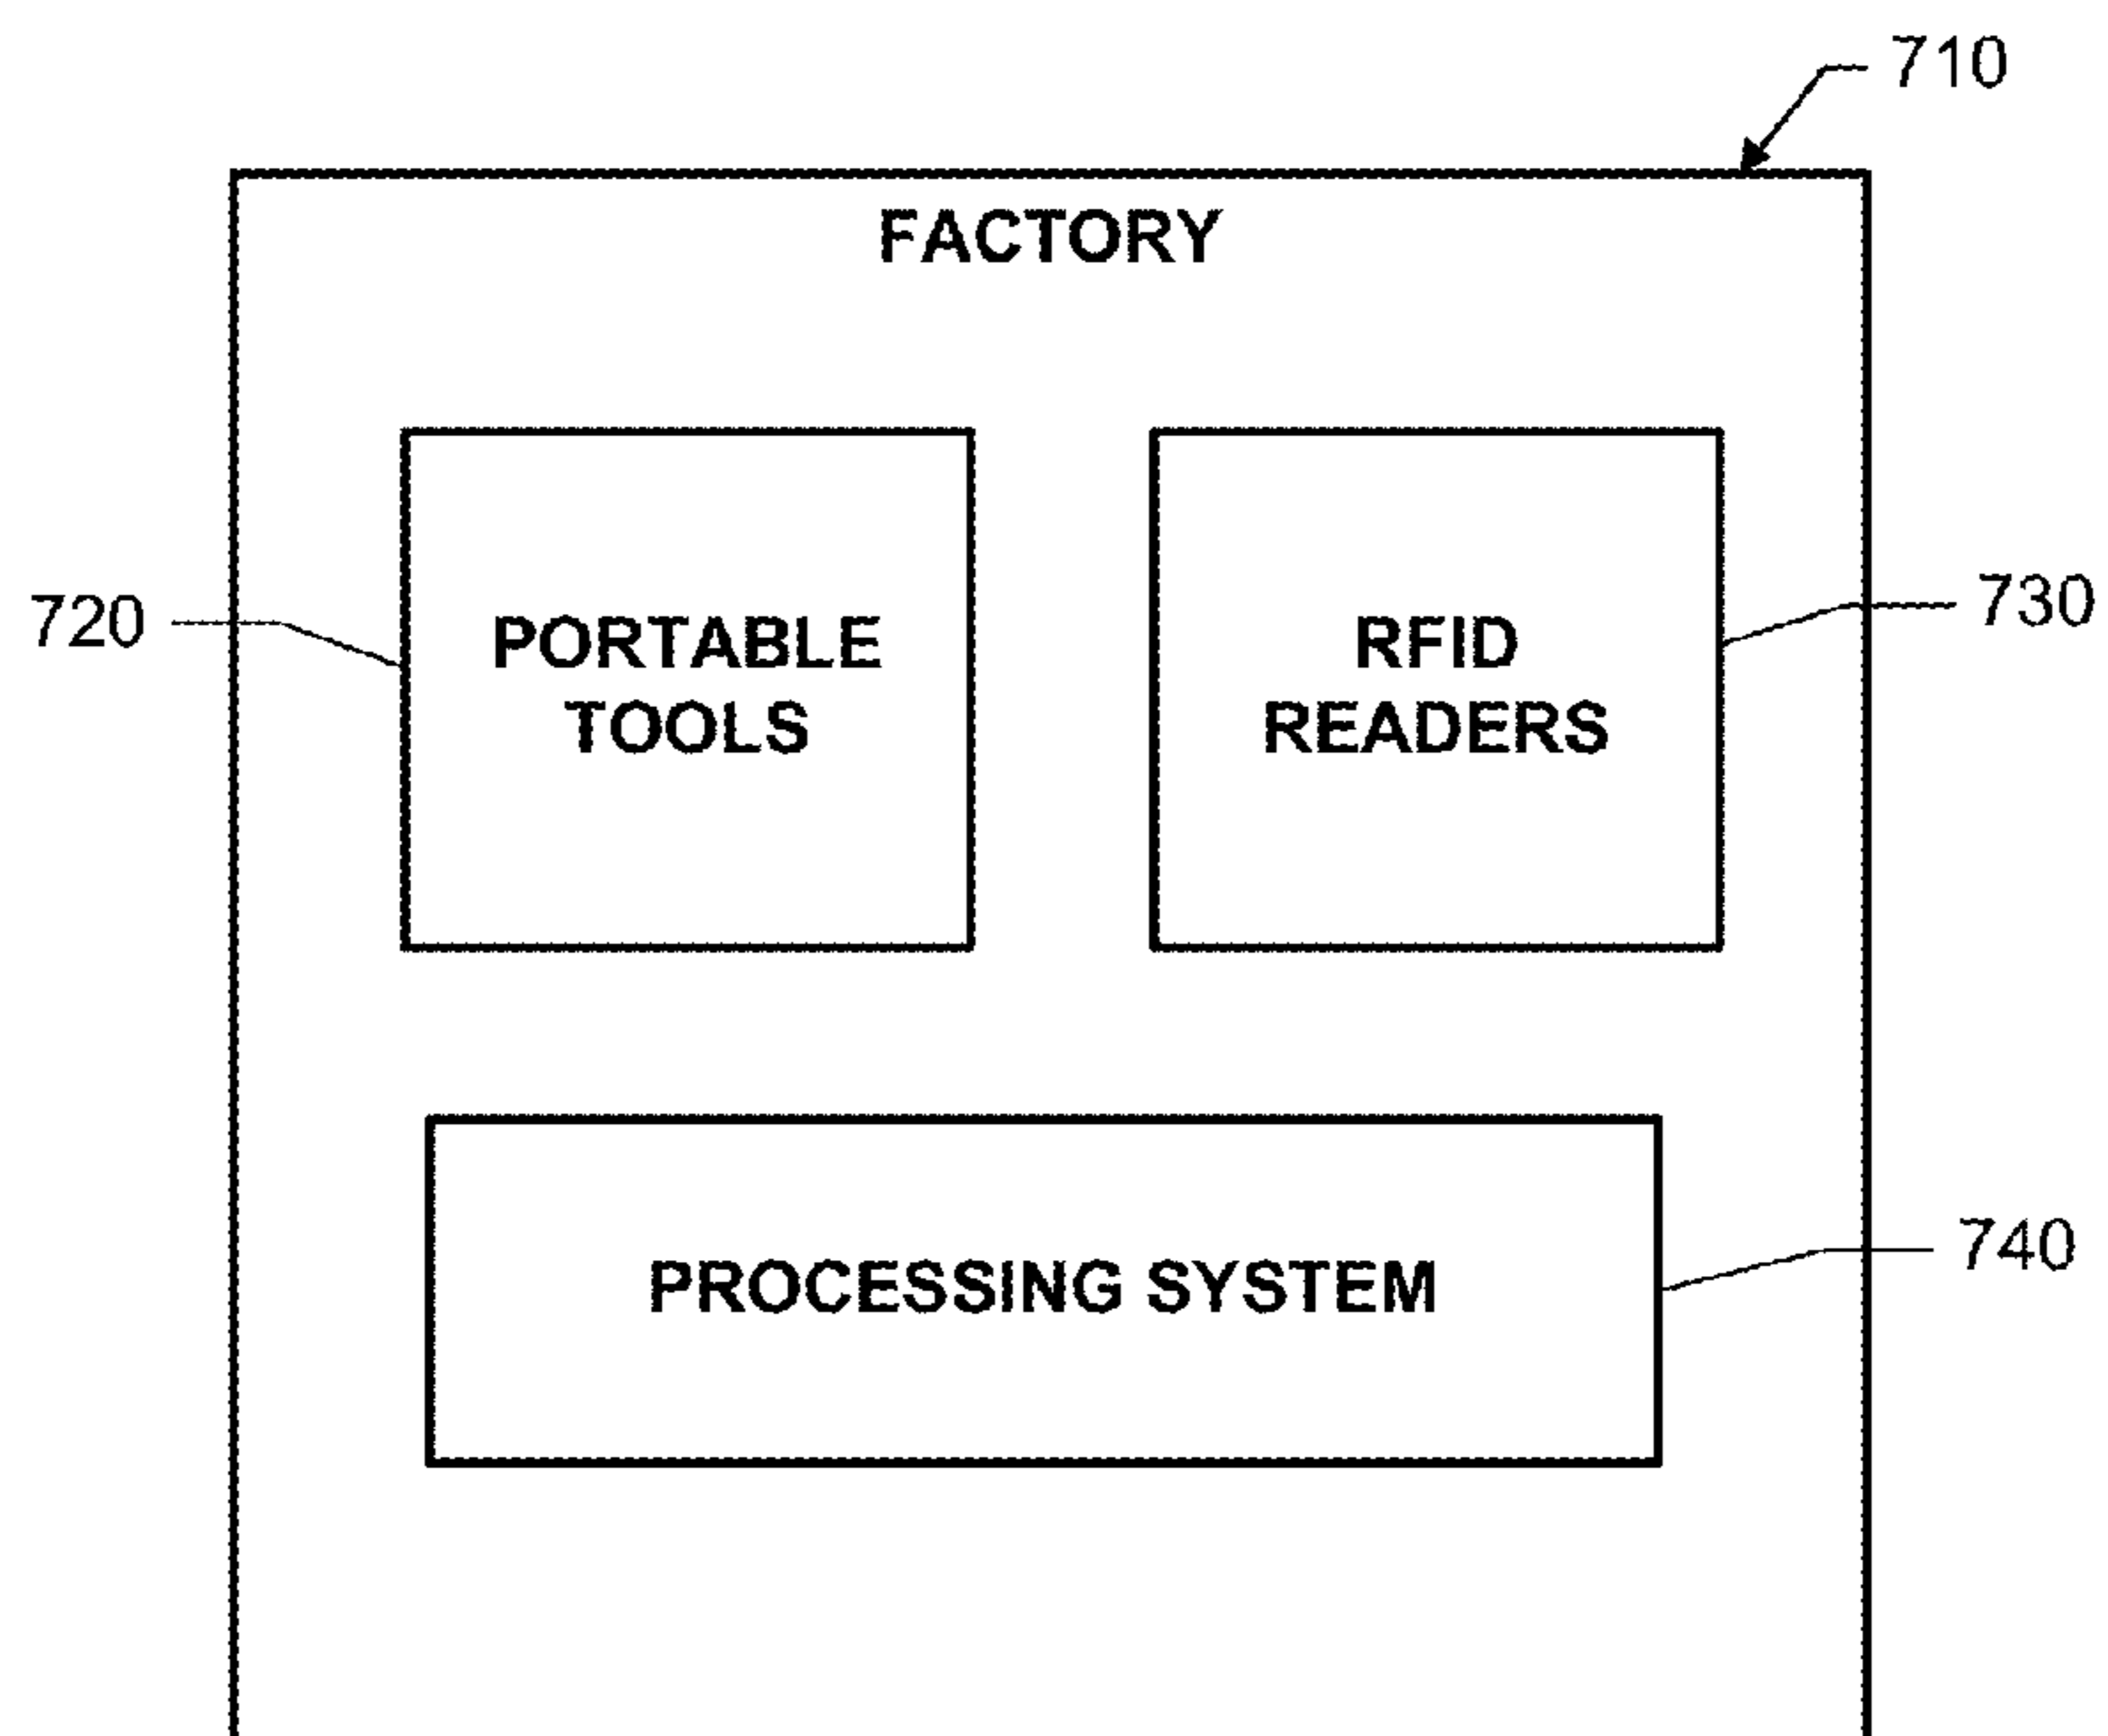 710
FACTORY
720
PORTABLE
TOOLS
RFID
READERS
730
PROCESSING SYSTEM
740